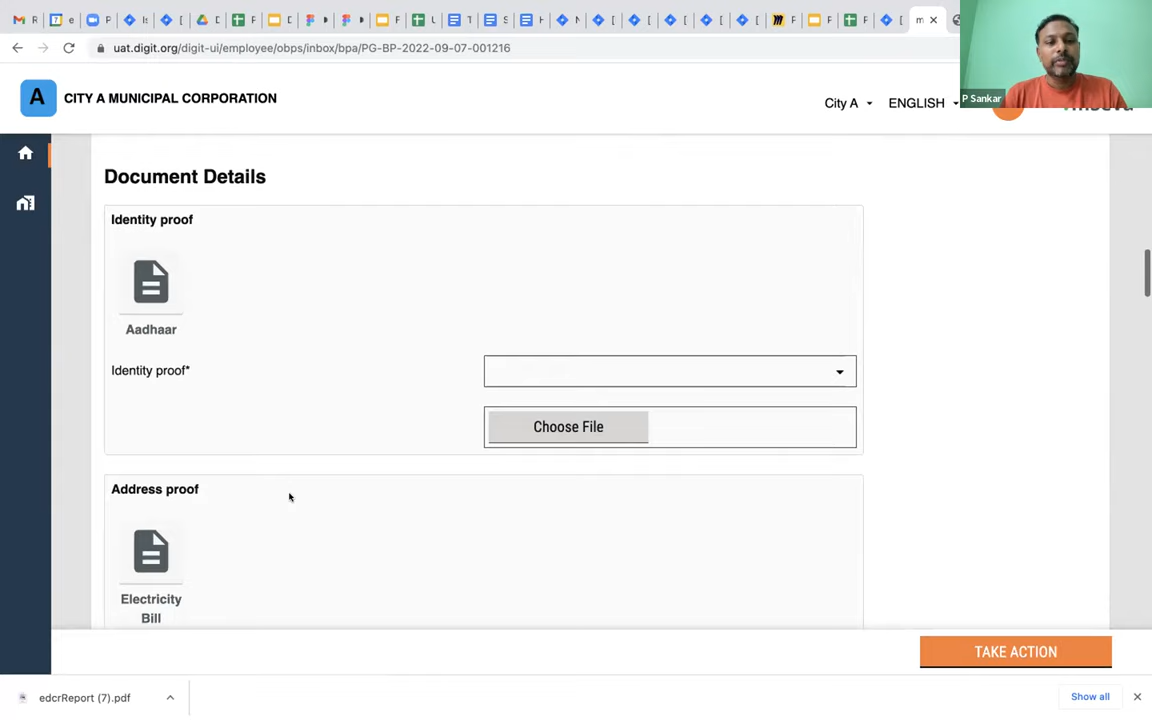 uat.digit.org/digit-ui/employee/obps/inbox/bpa/PG-BP-2022-09-07-001216
P Sankar
A
CITY A MUNICIPAL CORPORATION
City A
ENGLISH
Document Details
Identity proof
Aadhaar
Identity proof*
Choose File
Address proof
Electricity
Bill
TAKE ACTION
edcrReport (7).pdf
Show all